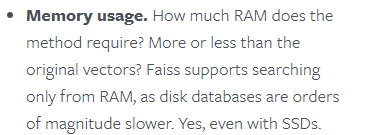 • Memory usage. How much RAM does the
method require? More or less than the
original vectors? Faiss supports searching
only from RAM, as disk databases are orders
of magnitude slower. Yes, even with SSDs.